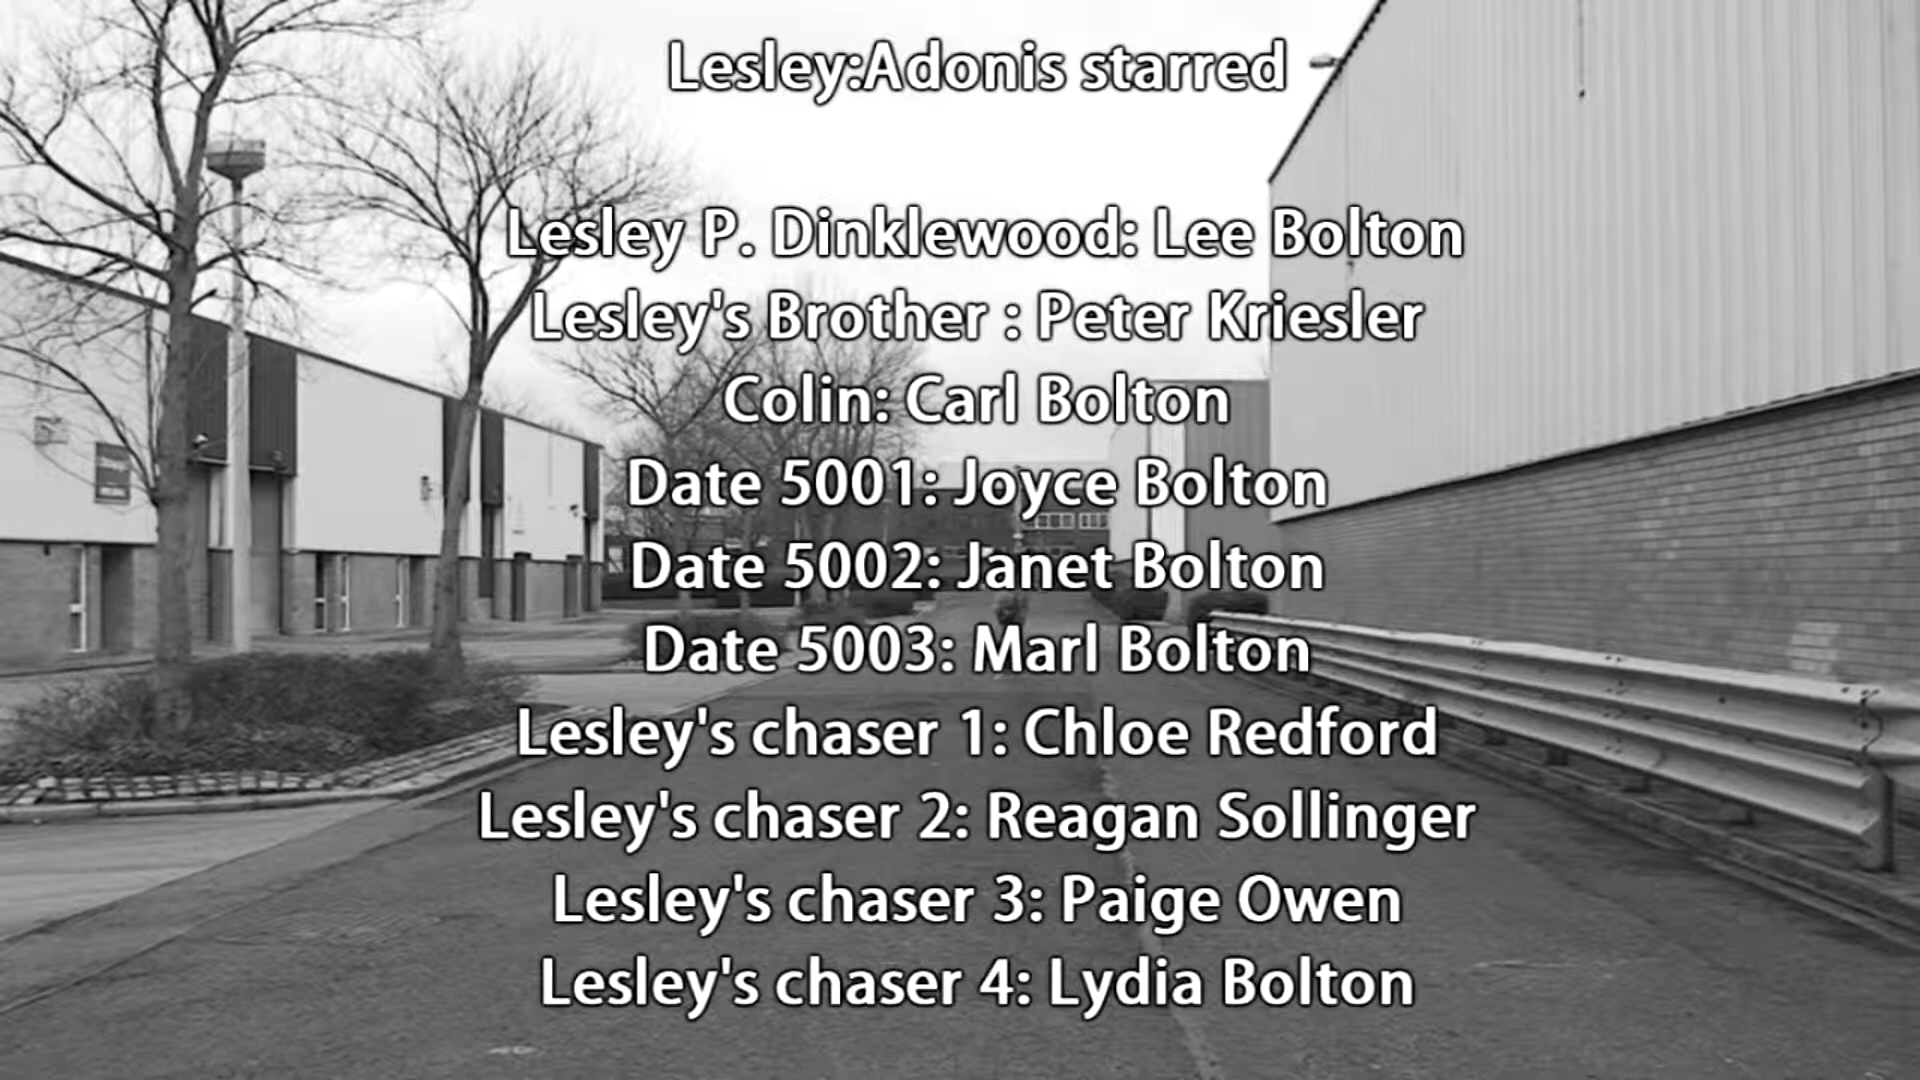 Lesley:Adonis starred
Lesley P. Dinklewood: Lee Bolton
Lesley's Brother : Peter Kriesler
Colin: Carl Bolton
Date 5001: Joyce Bolton
Date 5002: Janet Bolton
Date 5003: Marl Bolton
Lesley's chaser 1: Chloe Redford
Lesley's chaser 2: Reagan Sollinger
Lesley's chaser 3: Paige Owen
Lesley's chaser 4: Lydia Bolton